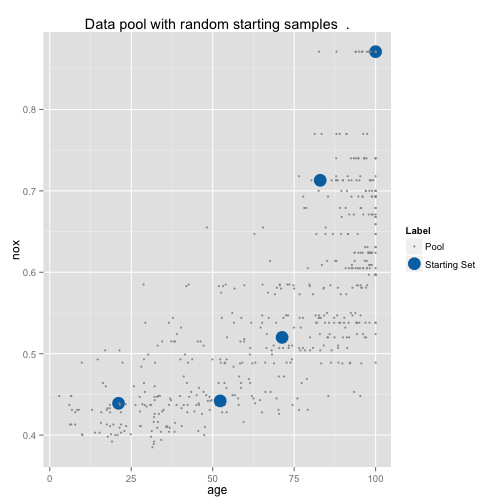 Data pool with random starting samples .
nox
0.8
0.7
0.6
0.5
0.4
0 25 50 75 100
age
Label
Pool
Starting Set